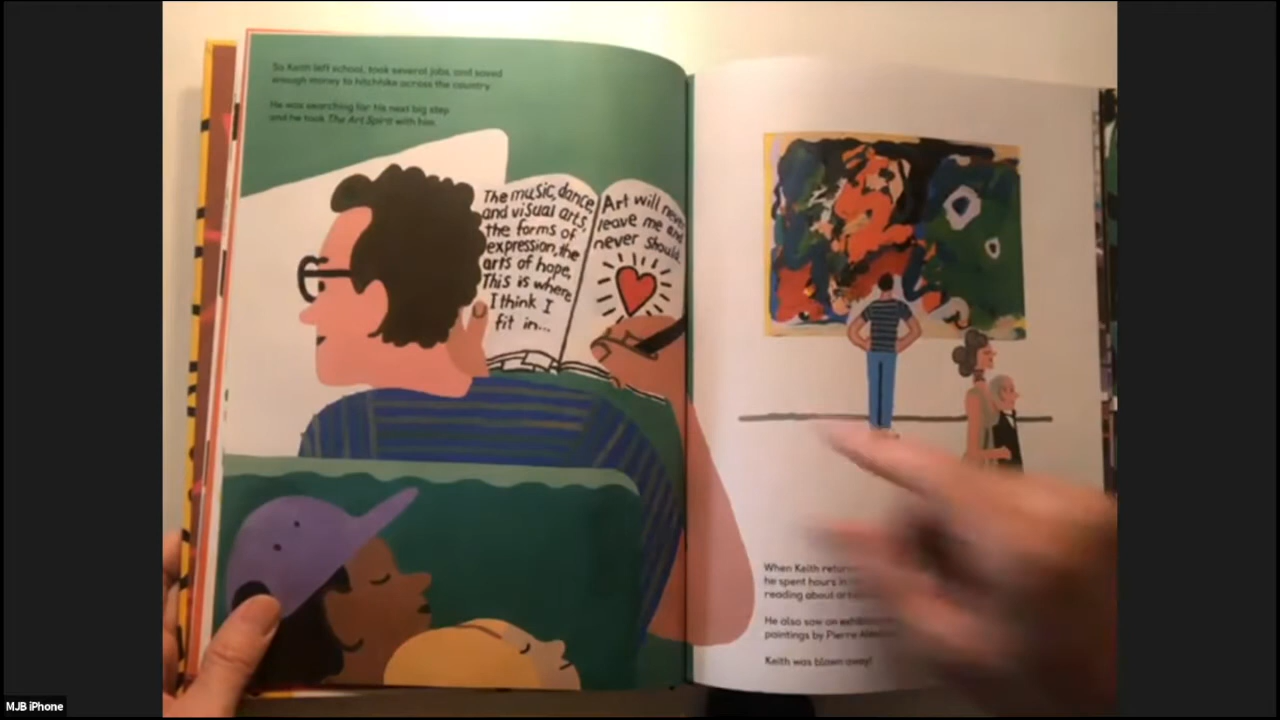 So Keith left school, took several jobs, and saved
enough money to hitchhike across the country.
He was searching for his next big step
and he took The Art Spirit with him.
The music, dance,
and visual arts,
the forms of
expression, the
arts of hope,
This is where
I think I
fit in...
Art will never
leave me and
never should.
When Keith
he spent hours in
reading about
He also saw an
paintings by Pierre
Keith was blown away!
MJB iPhone